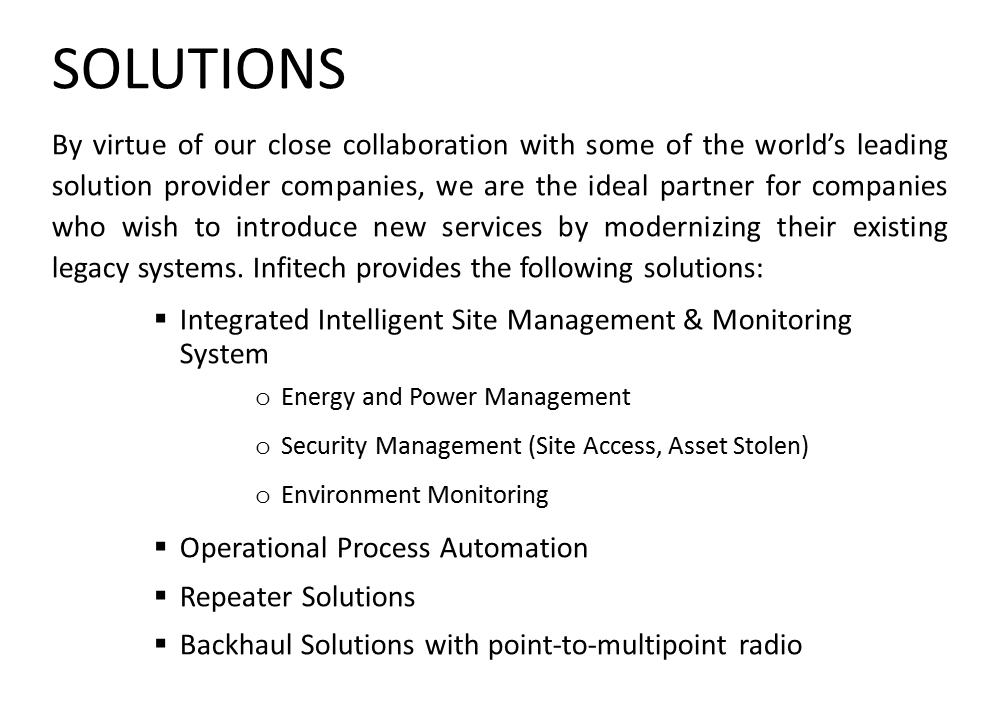 SOLUTIONS
By virtue of our close collaboration with some of the world's leading
solution provider companies, we are the ideal partner for companies
who wish to introduce new services by modernizing their existing
legacy systems. Infitech provides the following solutions:
▪ Integrated Intelligent Site Management & Monitoring
System
o Energy and Power Management
o Security Management (Site Access, Asset Stolen)
o Environment Monitoring
▪ Operational Process Automation
▪ Repeater Solutions
▪ Backhaul Solutions with point-to-multipoint radio